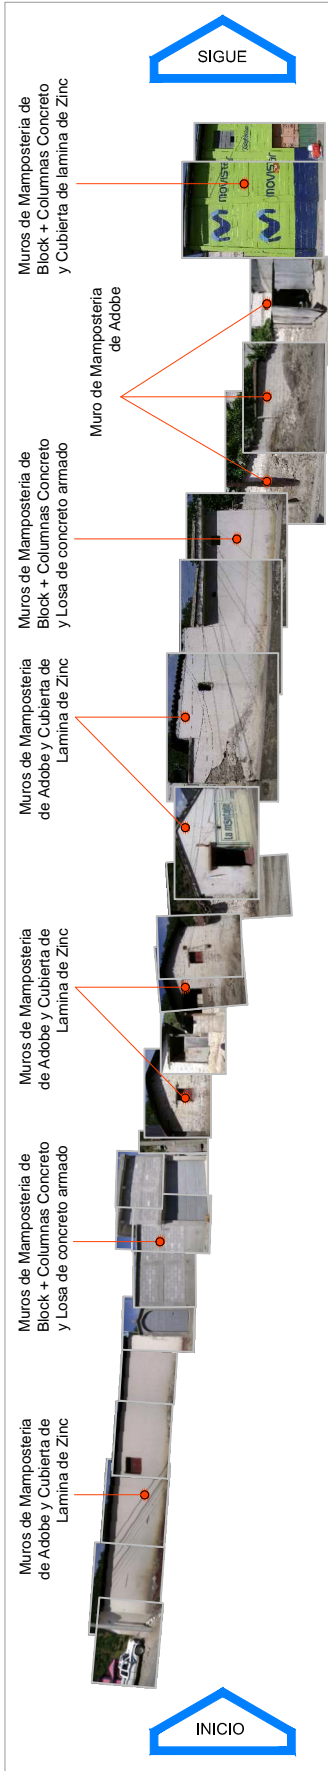 SIGUE
Muros de Mamposteria de
Block + Columnas Concreto
y Cubierta de lamina de Zinc
movistar
movistar
Muro de Mamposteria
de Adobe
Muros de Mamposteria de
Block + Columnas Concreto
y Losa de concreto armado
Muros de Mamposteria
de Adobe y Cubierta de
Lamina de Zinc
Muros de Mamposteria
de Adobe y Cubierta de
Lamina de Zinc
Muros de Mamposteria de
Block + Columnas Concreto
y Losa de concreto armado
Muros de Mamposteria
de Adobe y Cubierta de
Lamina de Zinc
INICIO